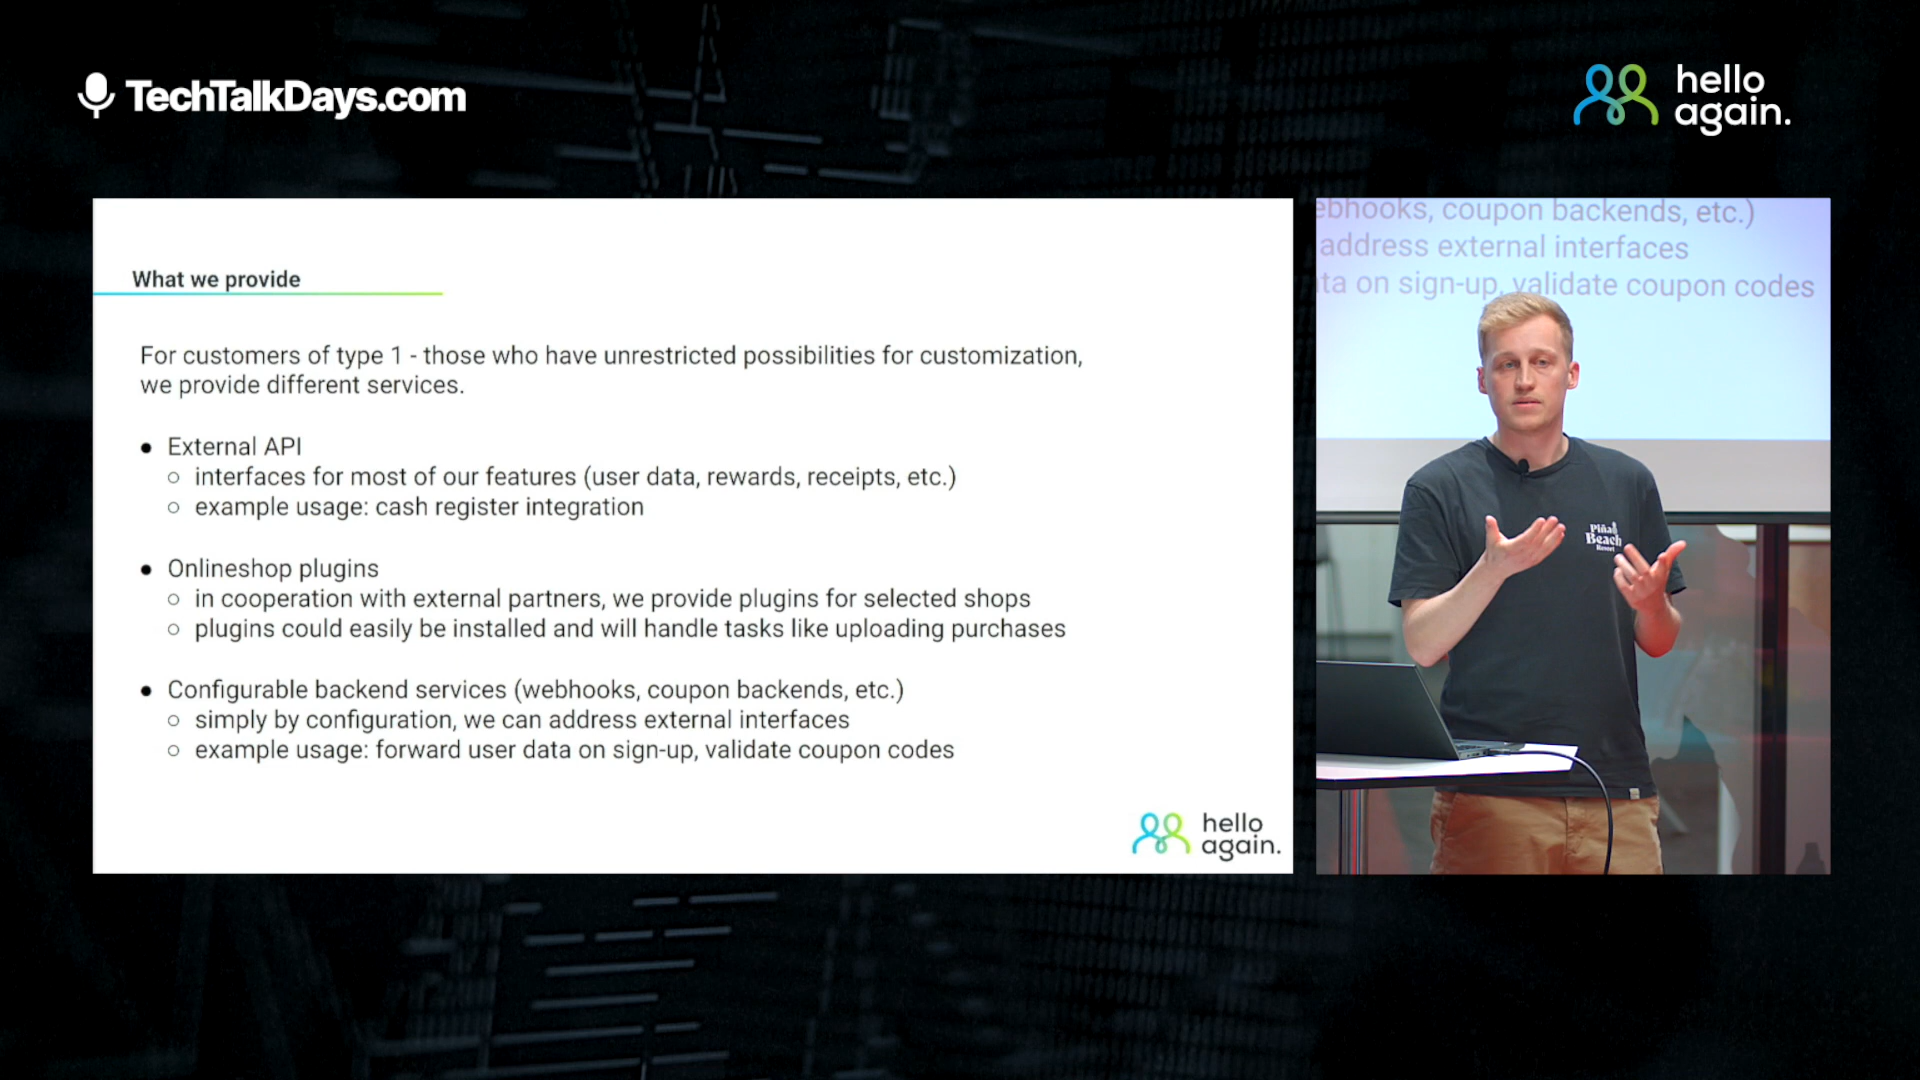 TechTalkDays.com
hello
again.
What we provide
For customers of type 1 - those who have unrestricted possibilities for customization,
we provide different services.
● External API
○ interfaces for most of our features (user data, rewards, receipts, etc.)
○ example usage: cash register integration
● Onlineshop plugins
○ in cooperation with external partners, we provide plugins for selected shops
○ plugins could easily be installed and will handle tasks like uploading purchases
● Configurable backend services (webhooks, coupon backends, etc.)
○ simply by configuration, we can address external interfaces
○ example usage: forward user data on sign-up, validate coupon codes
hello
again.
ebhooks, coupon backends, etc.)
address external interfaces
ta on sign-up, validate coupon codes
Piña
Beach
Resort